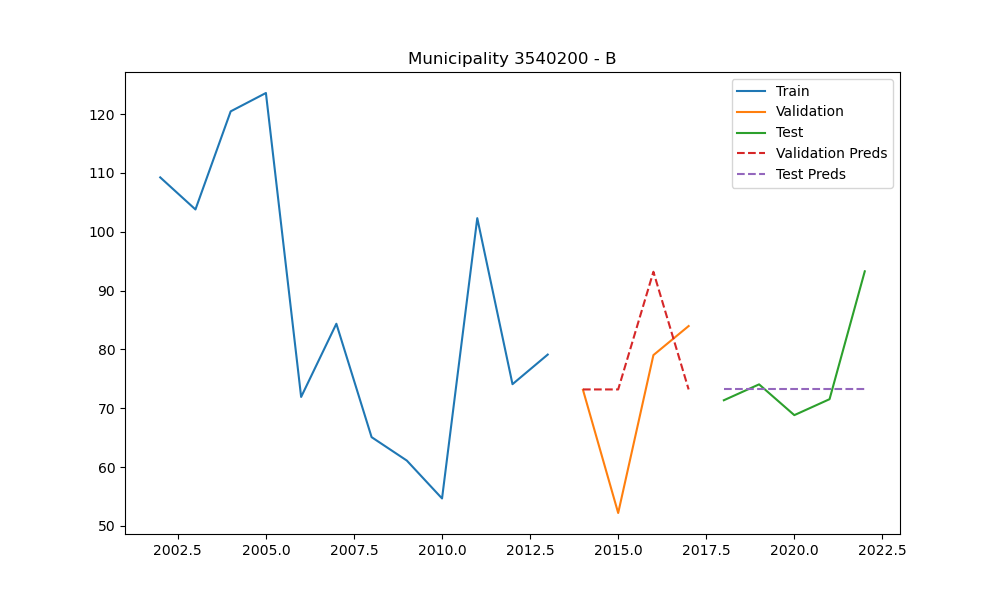 Municipality 3540200 - B
Train
Validation
Test
Validation Preds
Test Preds
120
110
100
90
80
70
60
50
2002.5 2005.0 2007.5 2010.0 2012.5 2015.0 2017.5 2020.0 2022.5